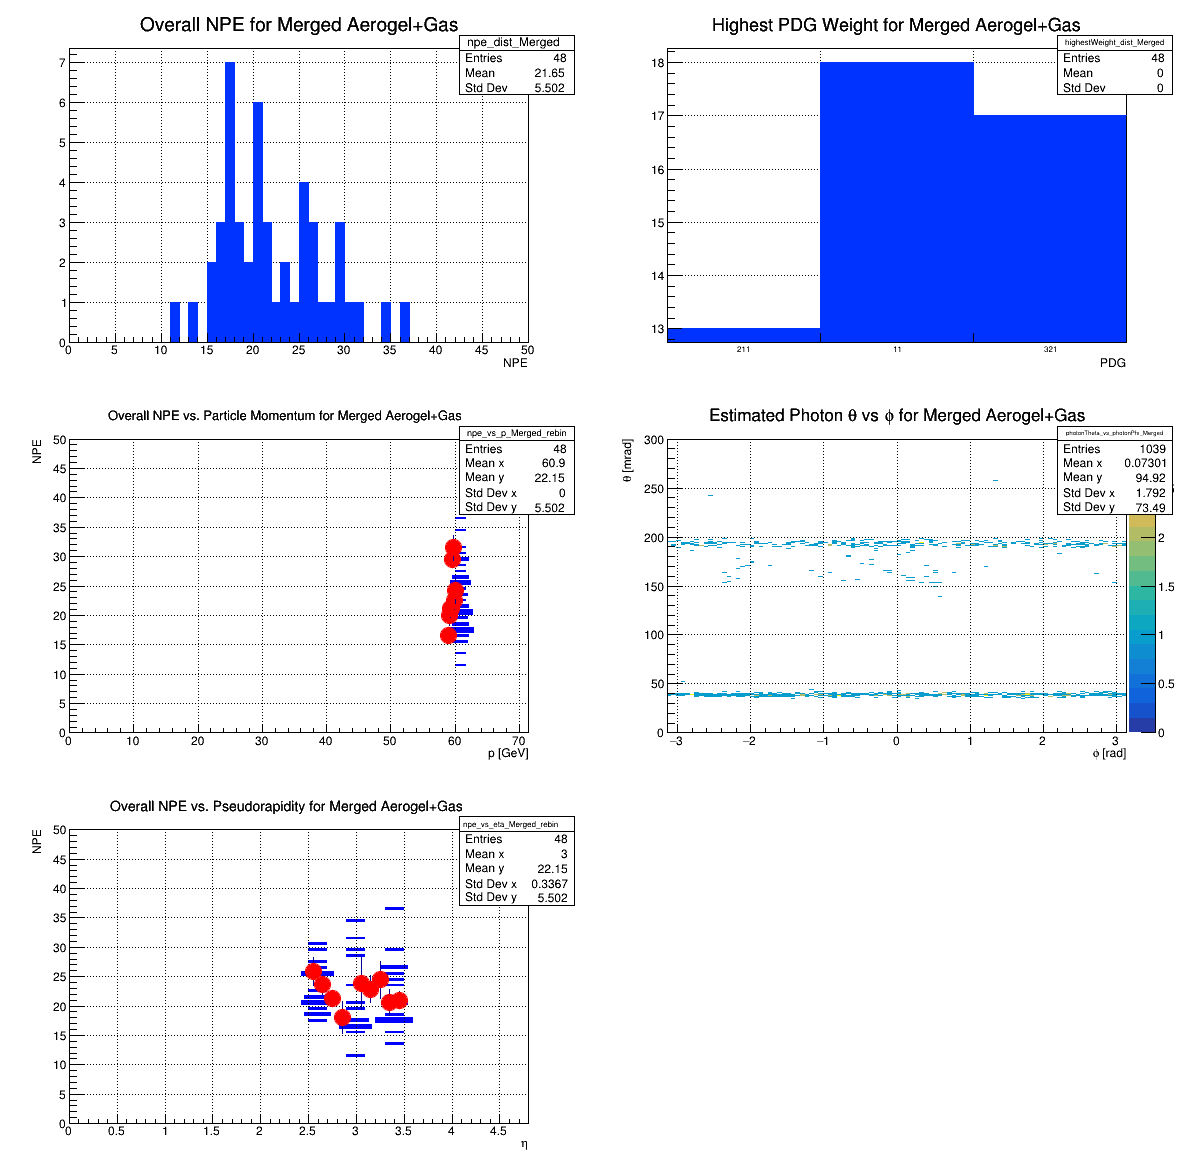 Overall NPE for Merged Aerogel+Gas
npe_dist_Merged
Entries 48
Mean 21.65
Std Dev 5.502
7
6
5
4
3
2
1
0
0 5 10 15 20 25 30 35 40 45 50
NPE
Highest PDG Weight for Merged Aerogel+Gas
highestWeight_dist_Merged
Entries 48
Mean 0
Std Dev 0
18
17
16
15
14
13
211 11 321
PDG
Overall NPE vs. Particle Momentum for Merged Aerogel+Gas
NPE
npe_vs_p_Merged_rebin
Entries 48
Mean x 60.9
Mean y 22.15
Std Dev x 0
Std Dev y 5.502
50
45
40
35
30
25
20
15
10
5
0
0 10 20 30 40 50 60 70
p [GeV]
Estimated Photon θ vs ϕ for Merged Aerogel+Gas
θ [mrad]
photonTheta_vs_photonPhi_Merged
Entries 1039
Mean x 0.07301
Mean y 94.92
Std Dev x 1.792
Std Dev y 73.49
300
250
200
150
100
50
0
−3 −2 −1 0 1 2 3
ϕ [rad]
2
1.5
1
0.5
0
Overall NPE vs. Pseudorapidity for Merged Aerogel+Gas
NPE
npe_vs_eta_Merged_rebin
Entries 48
Mean x 3
Mean y 22.15
Std Dev x 0.3367
Std Dev y 5.502
50
45
40
35
30
25
20
15
10
5
0
0 0.5 1 1.5 2 2.5 3 3.5 4 4.5
η